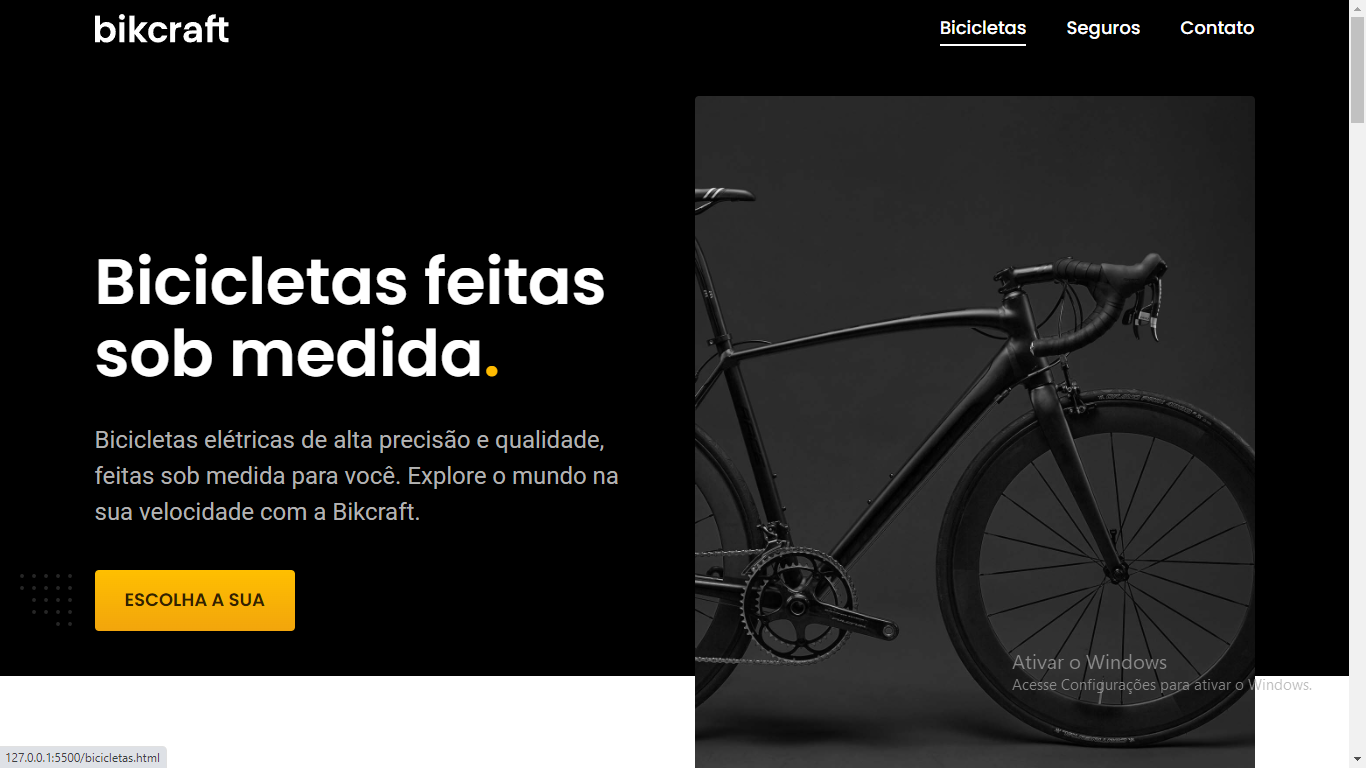 bikcraft
Bicicletas
Seguros
Contato
Bicicletas feitas
sob medida.
Bicicletas elétricas de alta precisão e qualidade,
feitas sob medida para você. Explore o mundo na
sua velocidade com a Bikcraft.
ESCOLHA A SUA
Ativar o Windows
Acesse Configurações para ativar o Windows.
127.0.0.1:5500/bicicletas.html